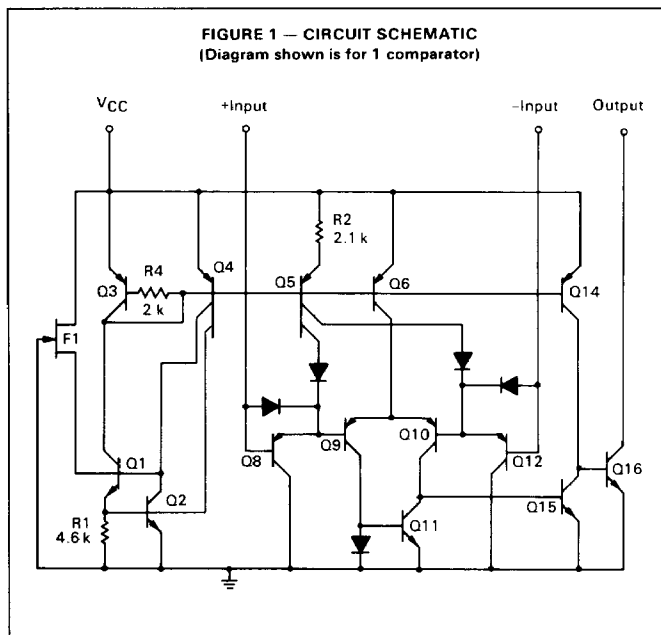 FIGURE 1 — CIRCUIT SCHEMATIC
(Diagram shown is for 1 comparator)
VCC
+Input
−Input
Output
R2
2.1 k
Q3
R4
2 k
Q4
Q5
Q6
Q14
F1
Q8
Q9
Q10
Q12
Q1
Q2
R1
4.6 k
Q11
Q15
Q16